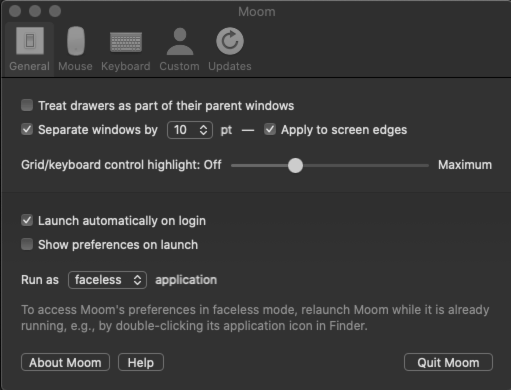 Moom
General Mouse Keyboard Custom Updates
Treat drawers as part of their parent windows
Separate windows by 10 pt — Apply to screen edges
Grid/keyboard control highlight: Off Maximum
Launch automatically on login
Show preferences on launch
Run as faceless application
To access Moom's preferences in faceless mode, relaunch Moom while it is already
running, e.g., by double-clicking its application icon in Finder.
About Moom Help Quit Moom